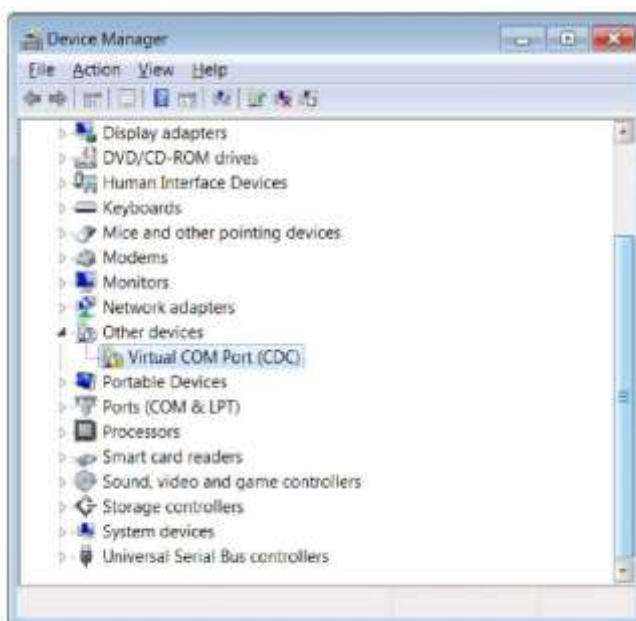 Device Manager
File Action View Help
Display adapters
DVD/CD-ROM drives
Human Interface Devices
Keyboards
Mice and other pointing devices
Modems
Monitors
Network adapters
Other devices
Virtual COM Port (CDC)
Portable Devices
Ports (COM & LPT)
Processors
Smart card readers
Sound, video and game controllers
Storage controllers
System devices
Universal Serial Bus controllers